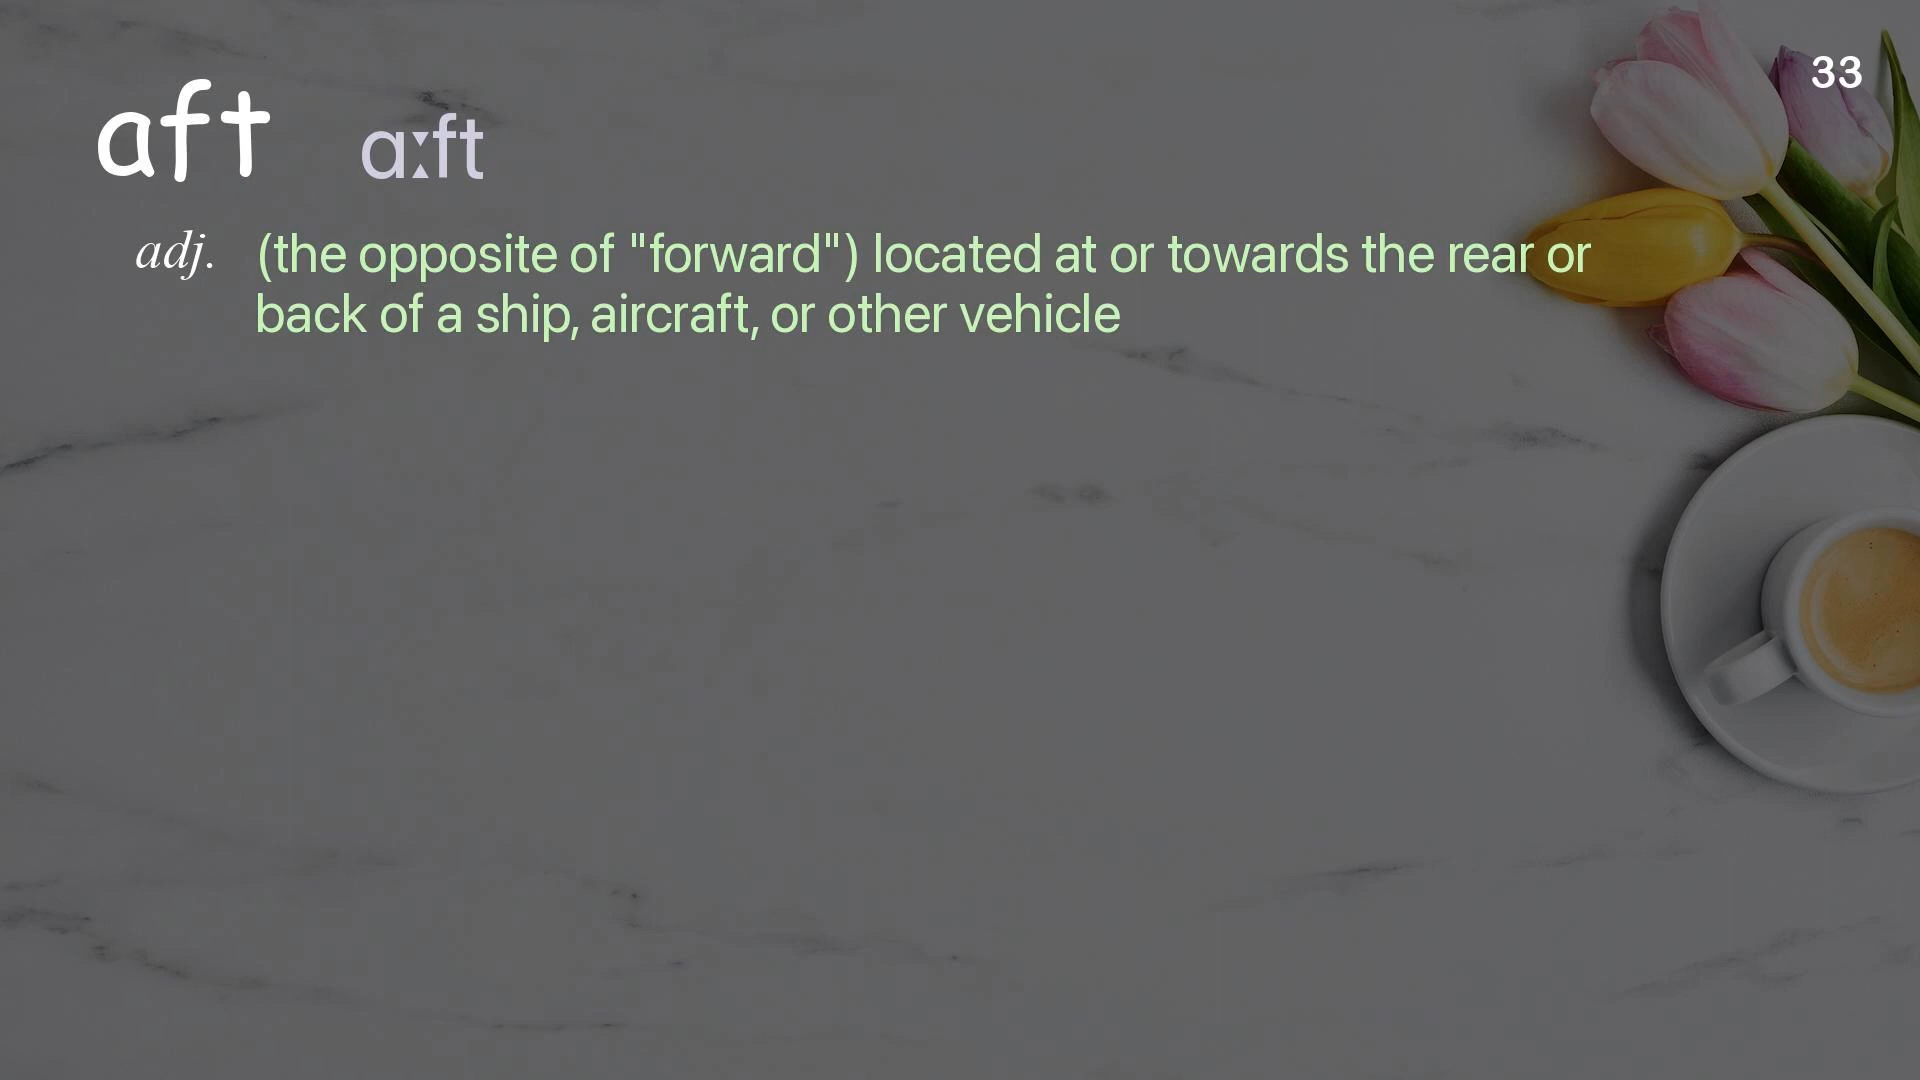 33
aft aːft
adj. (the opposite of "forward") located at or towards the rear or
back of a ship, aircraft, or other vehicle